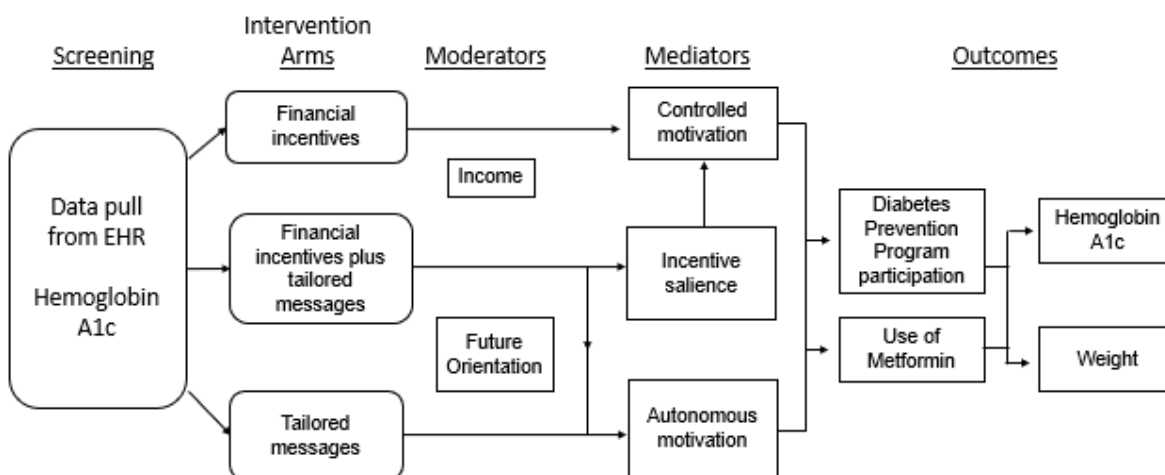 Screening
Intervention
Arms
Moderators
Mediators
Outcomes
Data pull
from EHR
Hemoglobin
A1c
Financial
incentives
Financial
incentives plus
tailored
messages
Tailored
messages
Income
Future
Orientation
Controlled
motivation
Incentive
salience
Autonomous
motivation
Diabetes
Prevention
Program
participation
Use of
Metformin
Hemoglobin
A1c
Weight